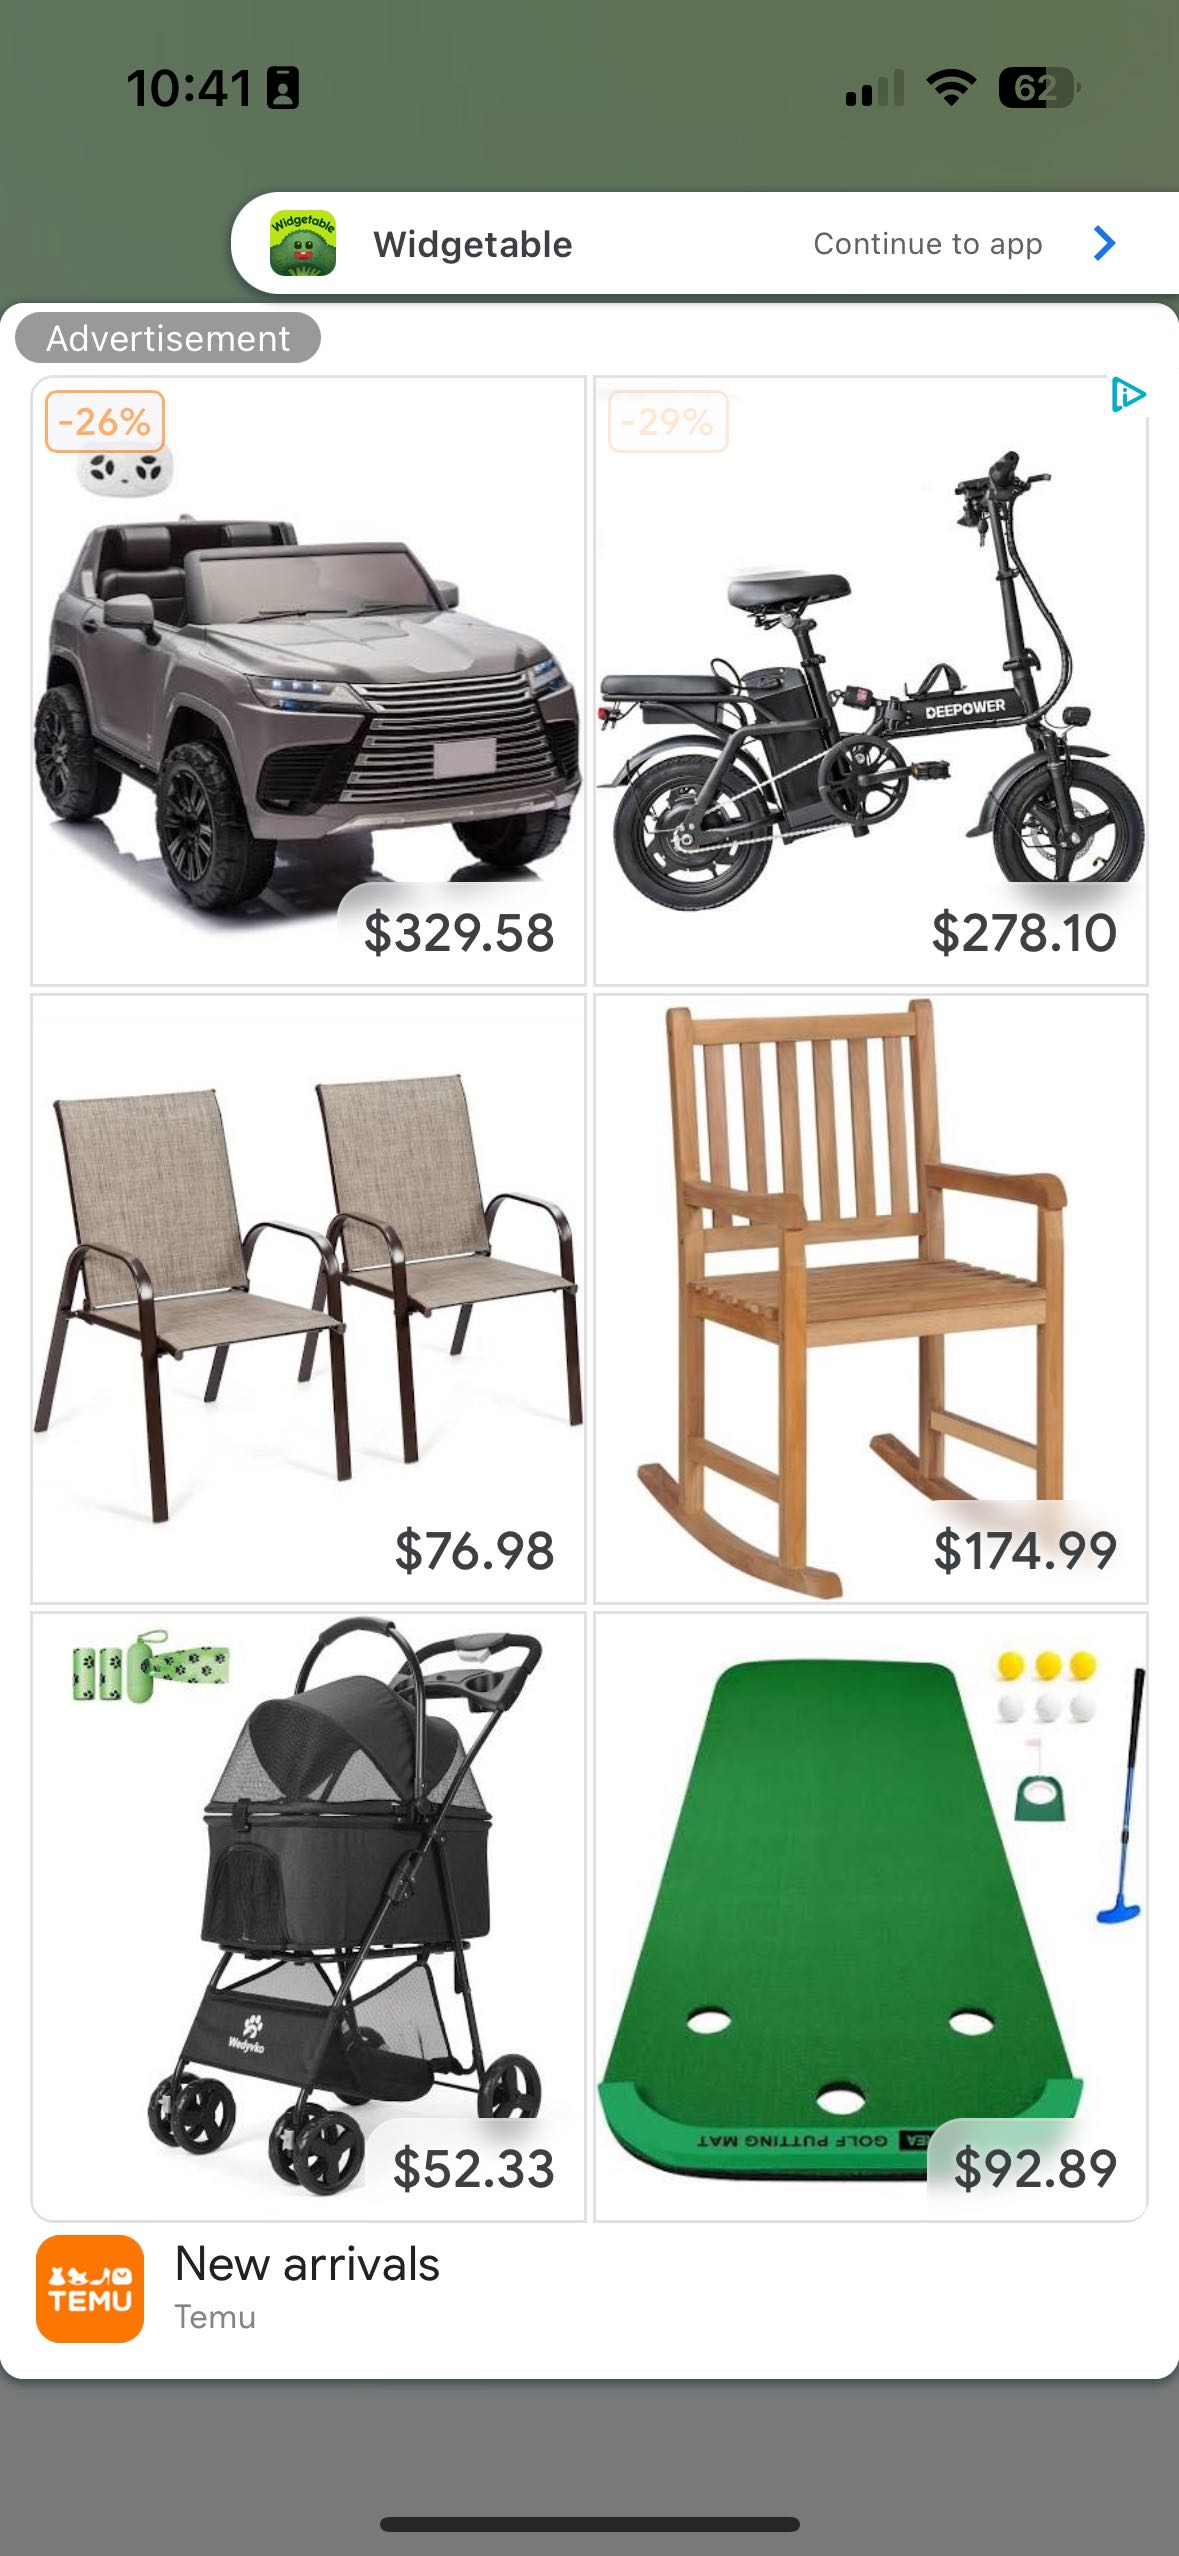 10:41
62
Widgetable
Widgetable
Continue to app
Advertisement
-26%
-29%
DEEPOWER
$329.58
$278.10
$76.98
$174.99
Wedyvko
GOLF PUTTING MAT
$52.33
$92.89
TEMU
New arrivals
Temu